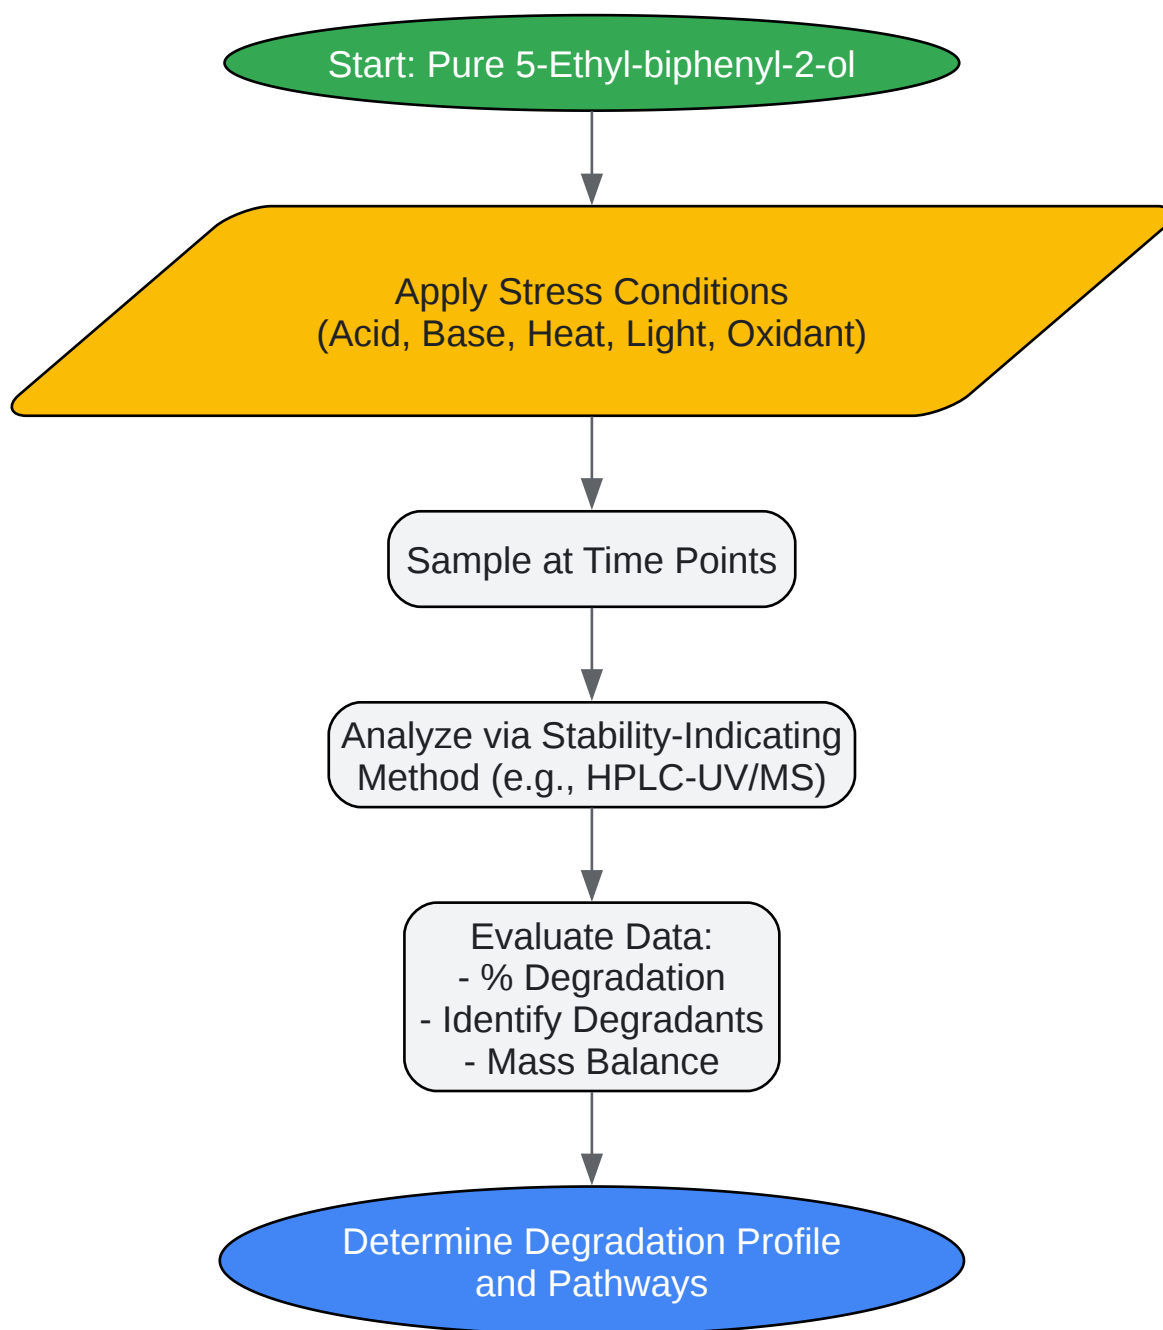 Start: Pure 5-Ethyl-biphenyl-2-ol
Apply Stress Conditions
(Acid, Base, Heat, Light, Oxidant)
Sample at Time Points
Analyze via Stability-Indicating
Method (e.g., HPLC-UV/MS)
Evaluate Data:
- % Degradation
- Identify Degradants
- Mass Balance
Determine Degradation Profile
and Pathways